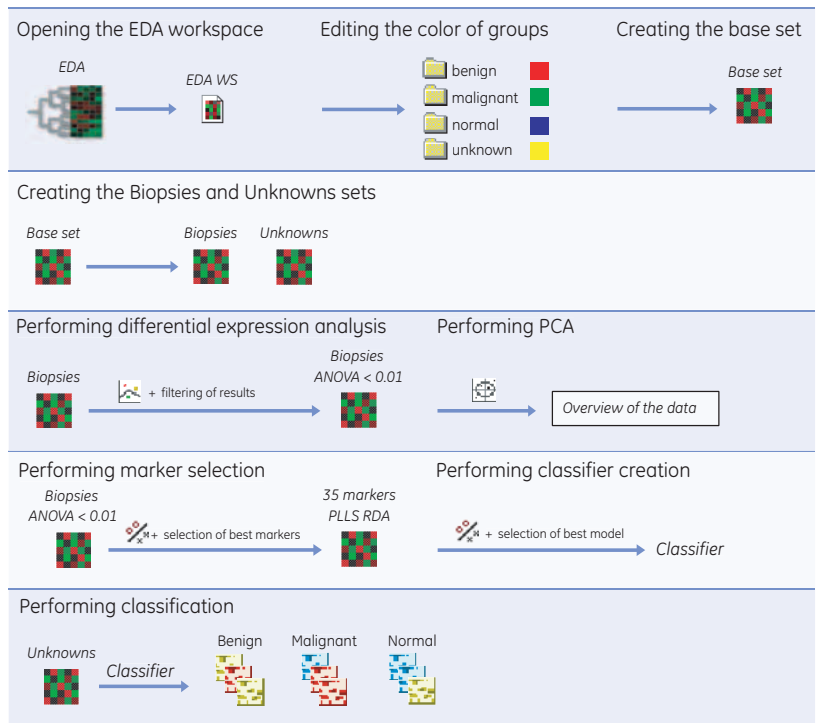 Opening the EDA workspace
Editing the color of groups
Creating the base set
EDA
EDA WS
benign
malignant
normal
unknown
Base set
Creating the Biopsies and Unknowns sets
Base set
Biopsies
Unknowns
Performing differential expression analysis
Performing PCA
Biopsies
+ filtering of results
Biopsies
ANOVA < 0.01
Overview of the data
Performing marker selection
Performing classifier creation
Biopsies
ANOVA < 0.01
+ selection of best markers
35 markers
PLLS RDA
+ selection of best model
Classifier
Performing classification
Unknowns
Classifier
Benign
Malignant
Normal